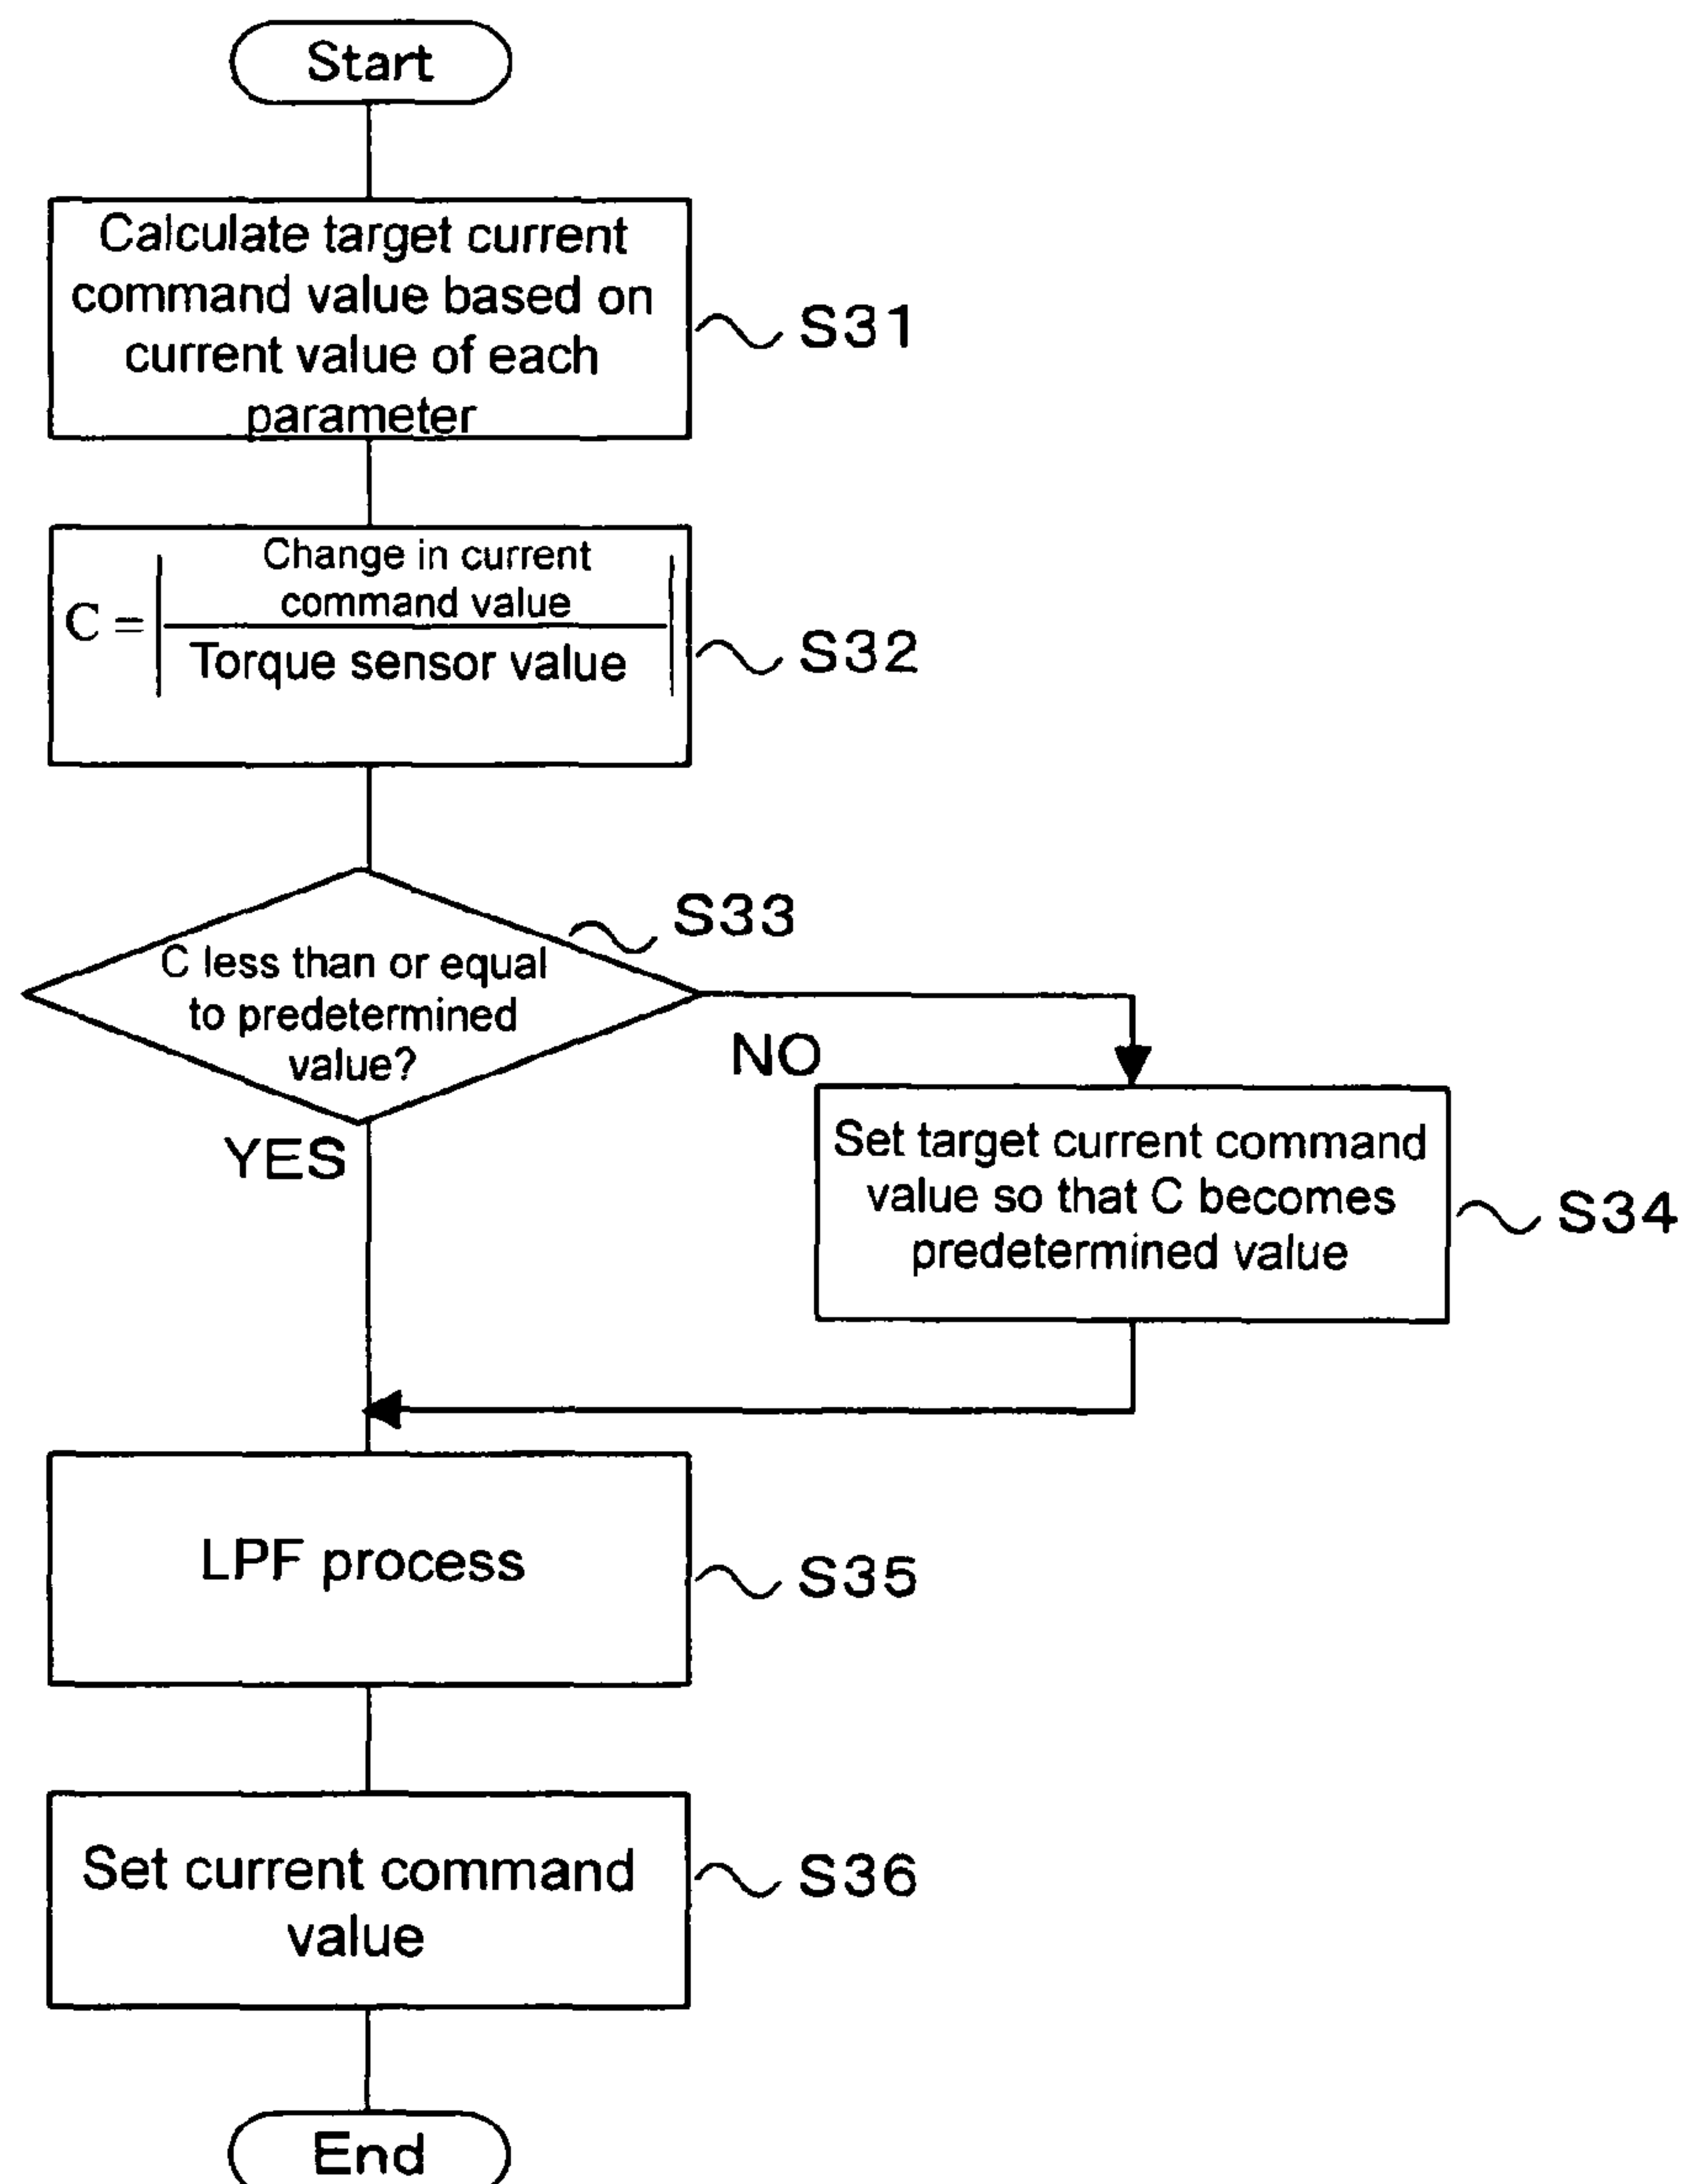 Start
Calculate target current
command value based on
current value of each
parameter
S31
Change in current
command value
C =
Torque sensor value
S32
S33
C less than or equal
to predetermined
value?
NO
YES
Set target current command
value so that C becomes
predetermined value
S34
LPF process
S35
Set current command
value
S36
End